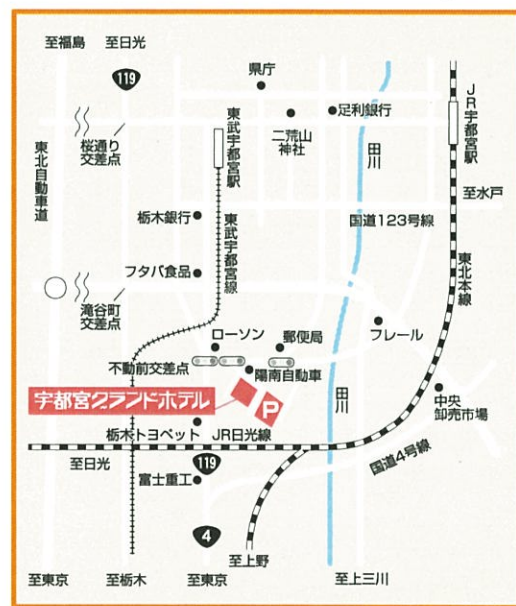 至福島
至日光
119
県庁
足利銀行
二荒山
神社
田川
JR宇都宮駅
至水戸
桜通り
交差点
東北自動車道
東武宇都宮駅
栃木銀行
東武宇都宮線
国道123号線
東北本線
フタバ食品
滝谷町
交差点
ローソン
郵便局
フレール
不動前交差点
陽南自動車
宇都宮グランドホテル
P
田川
中央
卸売市場
栃木トヨペット
JR日光線
至日光
119
国道4号線
富士重工
4
至上野
至東京
至栃木
至東京
至上三川